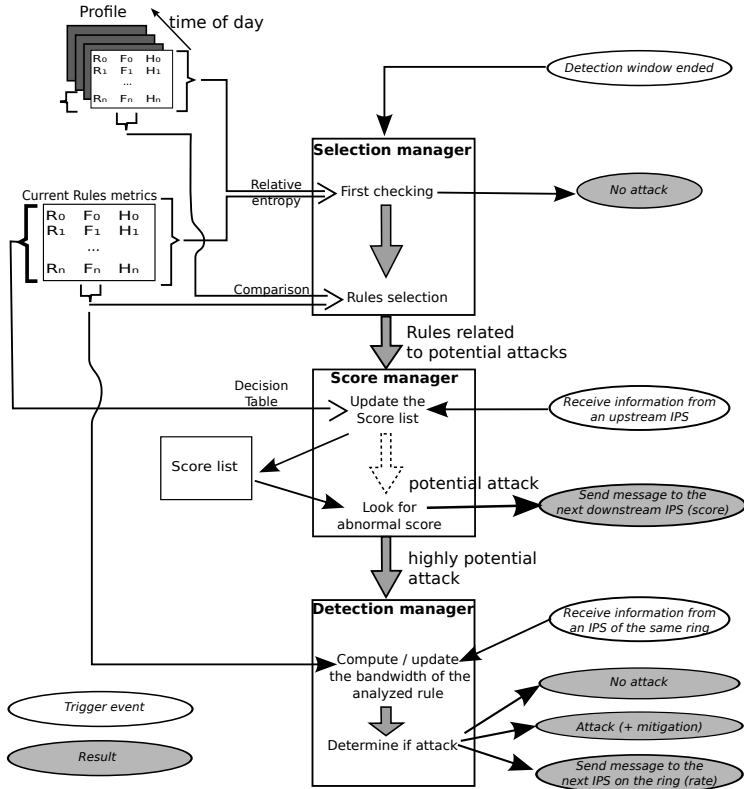 Profile
time of day
R₀ F₀ H₀
R₁ F₁ H₁
...
Rₙ Fₙ Hₙ
Detection window ended
Selection manager
Current Rules metrics
R₀ F₀ H₀
R₁ F₁ H₁
...
Rₙ Fₙ Hₙ
Relative
entropy
First checking
No attack
Comparison
Rules selection
Rules related
to potential attacks
Score manager
Decision
Table
Update the
Score list
Receive information from
an upstream IPS
Score list
potential attack
Look for
abnormal score
Send message to the
next downstream IPS (score)
highly potential
attack
Detection manager
Receive information from
an IPS of the same ring
Compute / update
the bandwidth of the
analyzed rule
No attack
Trigger event
Attack (+ mitigation)
Determine if attack
Result
Send message to the
next IPS on the ring (rate)